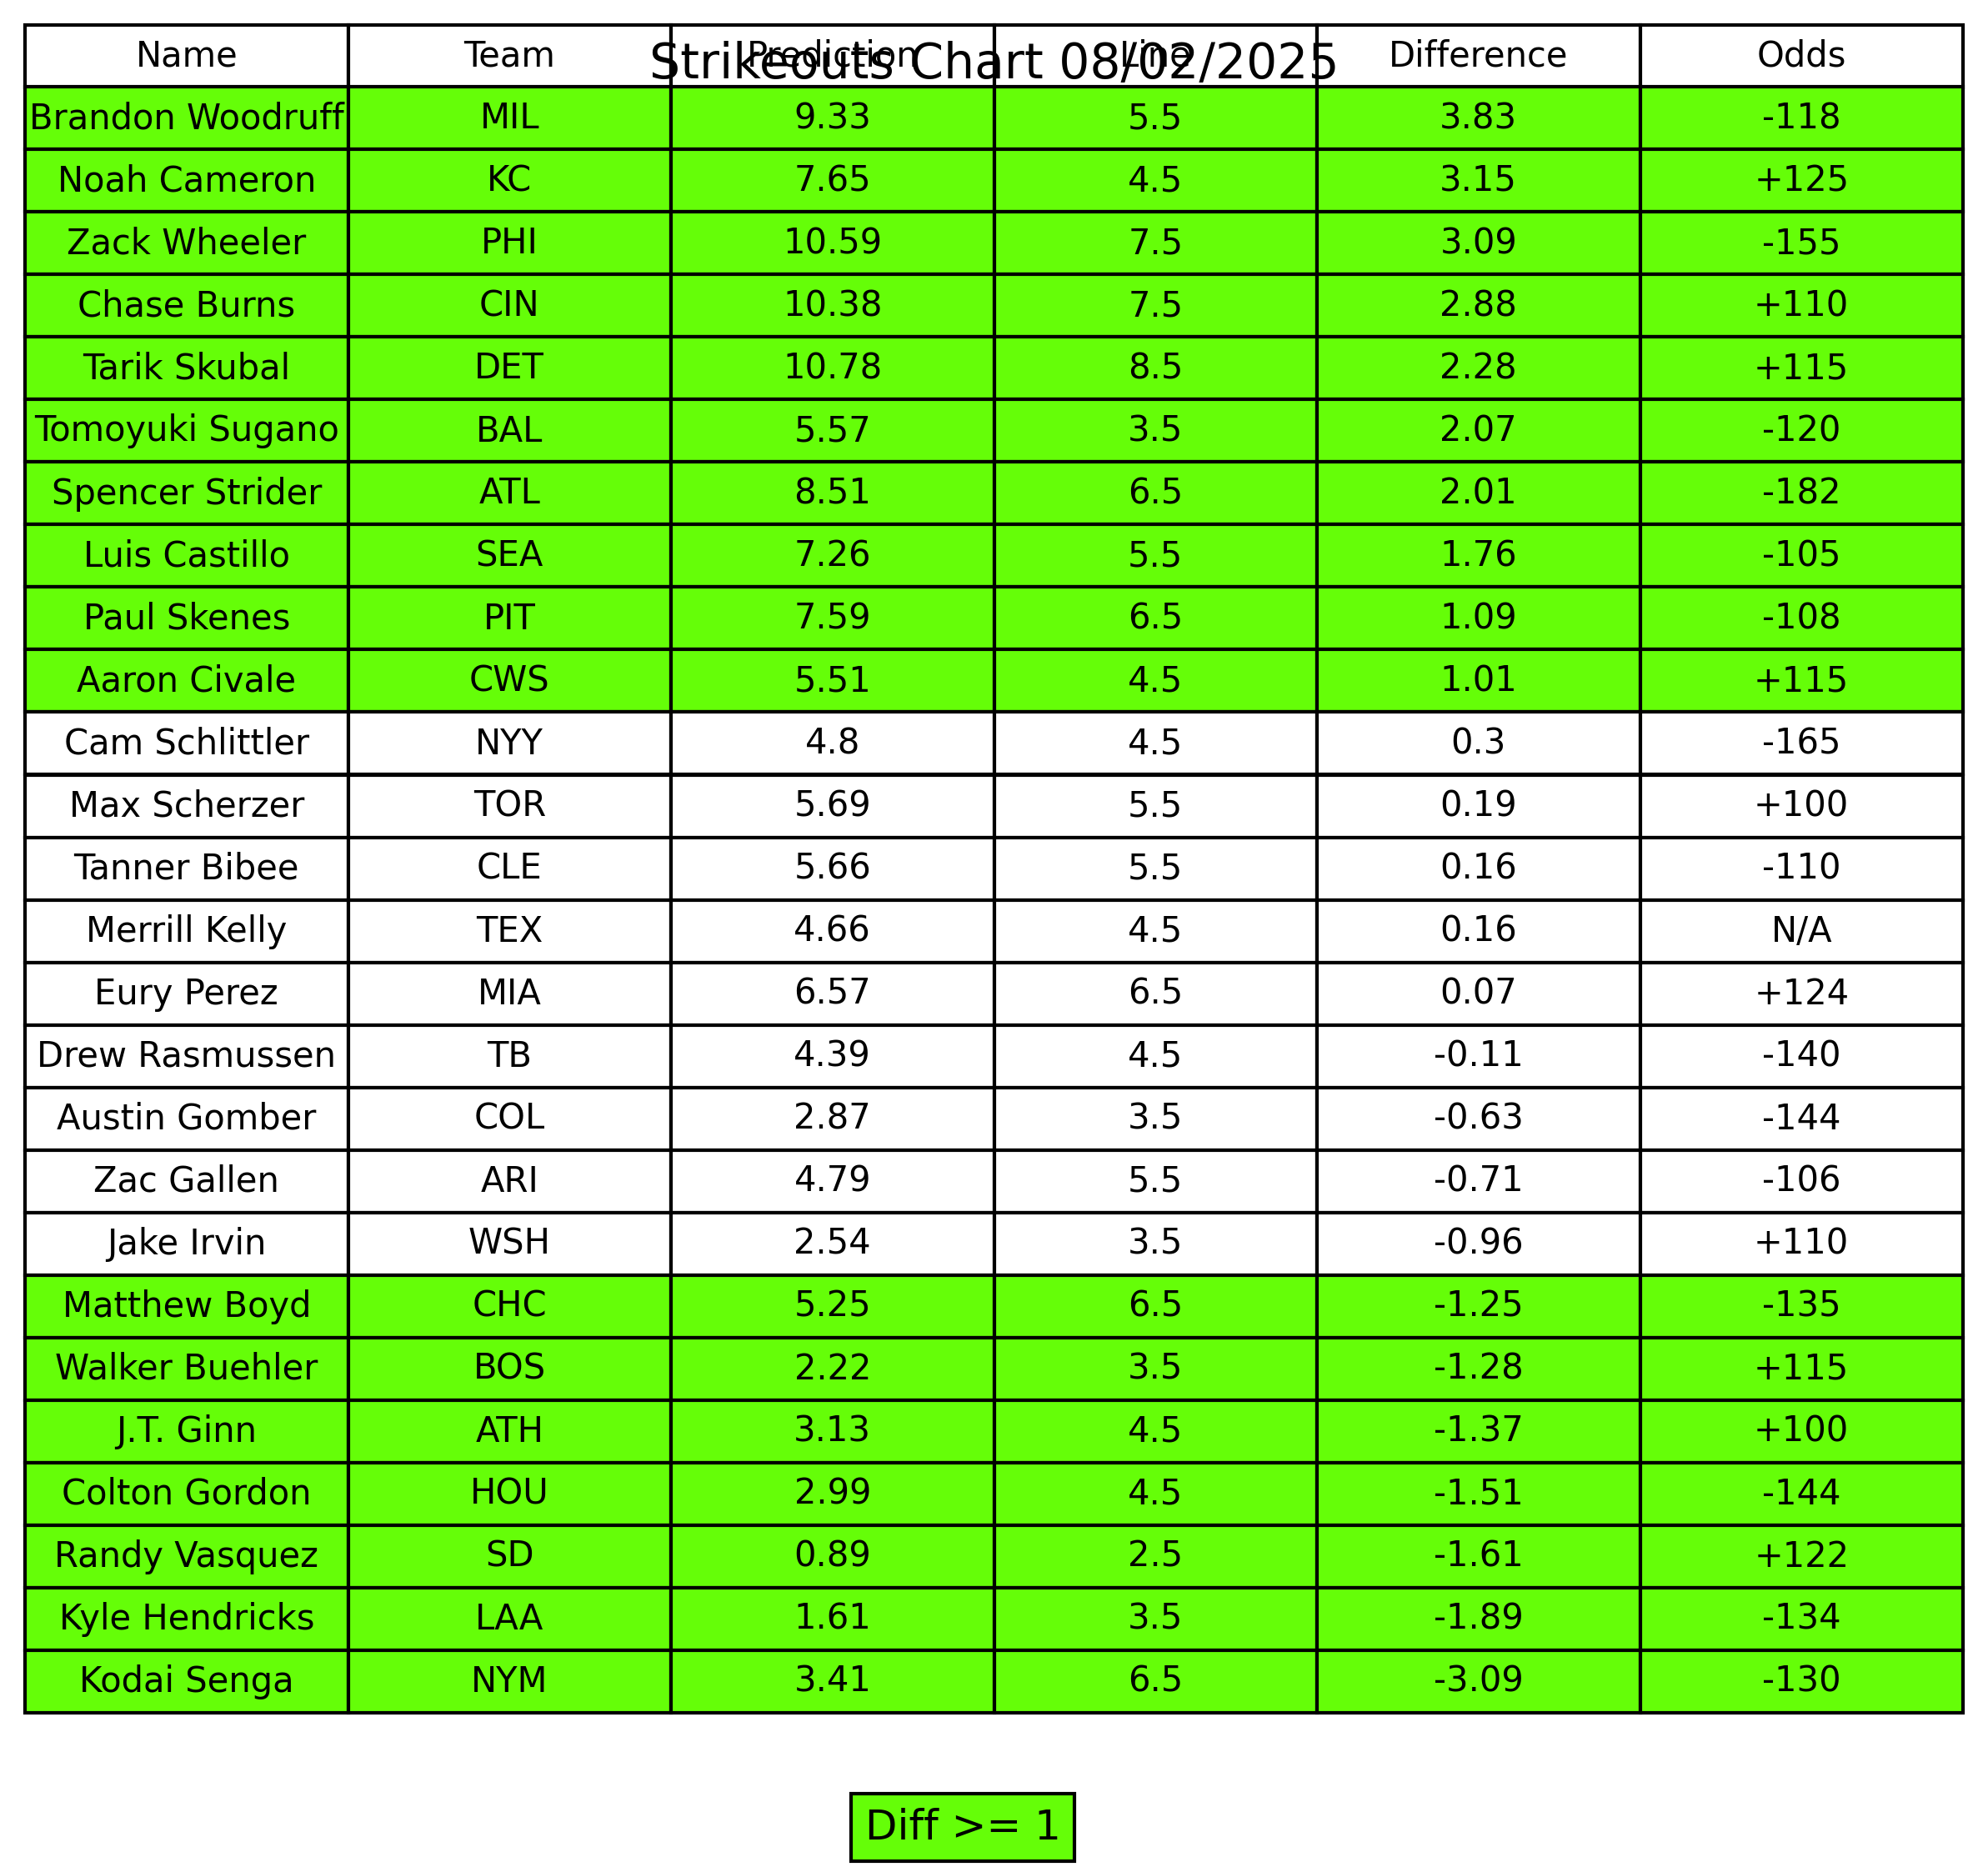 Strikeouts Chart 08/02/2025
Name Team Prediction Line Difference Odds
Brandon Woodruff MIL 9.33 5.5 3.83 -118
Noah Cameron KC 7.65 4.5 3.15 +125
Zack Wheeler PHI 10.59 7.5 3.09 -155
Chase Burns CIN 10.38 7.5 2.88 +110
Tarik Skubal DET 10.78 8.5 2.28 +115
Tomoyuki Sugano BAL 5.57 3.5 2.07 -120
Spencer Strider ATL 8.51 6.5 2.01 -182
Luis Castillo SEA 7.26 5.5 1.76 -105
Paul Skenes PIT 7.59 6.5 1.09 -108
Aaron Civale CWS 5.51 4.5 1.01 +115
Cam Schlittler NYY 4.8 4.5 0.3 -165
Max Scherzer TOR 5.69 5.5 0.19 +100
Tanner Bibee CLE 5.66 5.5 0.16 -110
Merrill Kelly TEX 4.66 4.5 0.16 N/A
Eury Perez MIA 6.57 6.5 0.07 +124
Drew Rasmussen TB 4.39 4.5 -0.11 -140
Austin Gomber COL 2.87 3.5 -0.63 -144
Zac Gallen ARI 4.79 5.5 -0.71 -106
Jake Irvin WSH 2.54 3.5 -0.96 +110
Matthew Boyd CHC 5.25 6.5 -1.25 -135
Walker Buehler BOS 2.22 3.5 -1.28 +115
J.T. Ginn ATH 3.13 4.5 -1.37 +100
Colton Gordon HOU 2.99 4.5 -1.51 -144
Randy Vasquez SD 0.89 2.5 -1.61 +122
Kyle Hendricks LAA 1.61 3.5 -1.89 -134
Kodai Senga NYM 3.41 6.5 -3.09 -130
Diff >= 1